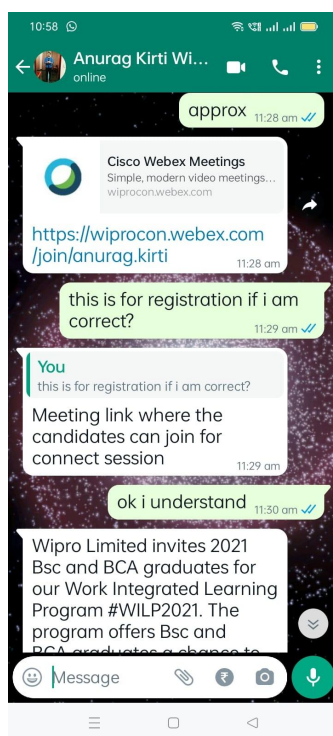 10:58
Anurag Kirti Wi...
online
approx 11:28 am
Cisco Webex Meetings
Simple, modern video meetings...
wiprocon.webex.com
https://wiprocon.webex.com
/join/anurag.kirti
11:28 am
this is for registration if i am
correct?
11:29 am
You
this is for registration if i am correct?
Meeting link where the
candidates can join for
connect session
11:29 am
ok i understand 11:30 am
Wipro Limited invites 2021
Bsc and BCA graduates for
our Work Integrated Learning
Program #WILP2021. The
program offers Bsc and
BCA graduates a chance to
Message